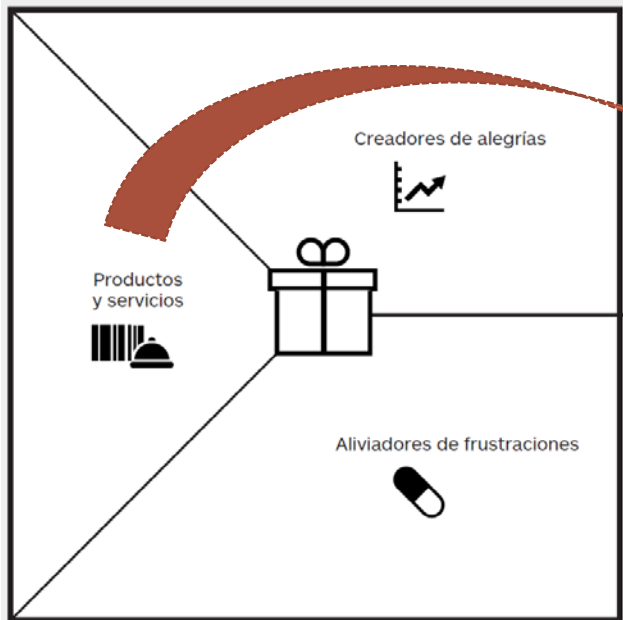 Creadores de alegrías
Productos
y servicios
Aliviadores de frustraciones